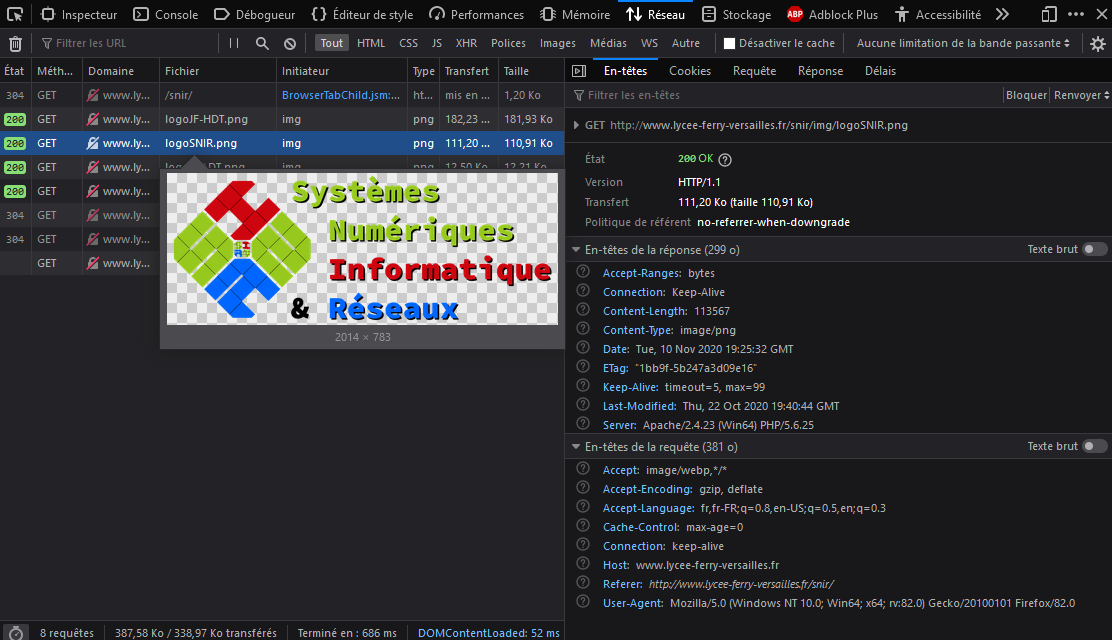 Inspecteur Console Débogueur Éditeur de style Performances Mémoire Réseau Stockage ABP Adblock Plus Accessibilité
Filtrer les URL Tout HTML CSS JS XHR Polices Images Médias WS Autre Désactiver le cache Aucune limitation de la bande passante
État Méth... Domaine Fichier Initiateur Type Transfert Taille
304 GET www.ly... /snir/ BrowserTabChild.jsm:... ht... mis en ... 1,20 Ko
200 GET www.ly... logoJF-HDT.png img png 182,23 ... 181,93 Ko
200 GET www.ly... logoSNIR.png img png 111,20 ... 110,91 Ko
200 GET www.ly... img png 12,50 Ko 12,21 Ko
200 GET www.ly...
304 GET www.ly...
304 GET www.ly...
GET www.ly...
Systèmes
Numériques
Informatique
& Réseaux
2014 × 783
8 requêtes 387,58 Ko / 338,97 Ko transférés Terminé en : 686 ms DOMContentLoaded: 52 ms
En-têtes Cookies Requête Réponse Délais
Filtrer les en-têtes Bloquer Renvoyer
GET http://www.lycee-ferry-versailles.fr/snir/img/logoSNIR.png
État 200 OK
Version HTTP/1.1
Transfert 111,20 Ko (taille 110,91 Ko)
Politique de référent no-referrer-when-downgrade
En-têtes de la réponse (299 o) Texte brut
Accept-Ranges: bytes
Connection: Keep-Alive
Content-Length: 113567
Content-Type: image/png
Date: Tue, 10 Nov 2020 19:25:32 GMT
ETag: "1bb9f-5b247a3d09e16"
Keep-Alive: timeout=5, max=99
Last-Modified: Thu, 22 Oct 2020 19:40:44 GMT
Server: Apache/2.4.23 (Win64) PHP/5.6.25
En-têtes de la requête (381 o) Texte brut
Accept: image/webp,*/*
Accept-Encoding: gzip, deflate
Accept-Language: fr,fr-FR;q=0.8,en-US;q=0.5,en;q=0.3
Cache-Control: max-age=0
Connection: keep-alive
Host: www.lycee-ferry-versailles.fr
Referer: http://www.lycee-ferry-versailles.fr/snir/
User-Agent: Mozilla/5.0 (Windows NT 10.0; Win64; x64; rv:82.0) Gecko/20100101 Firefox/82.0